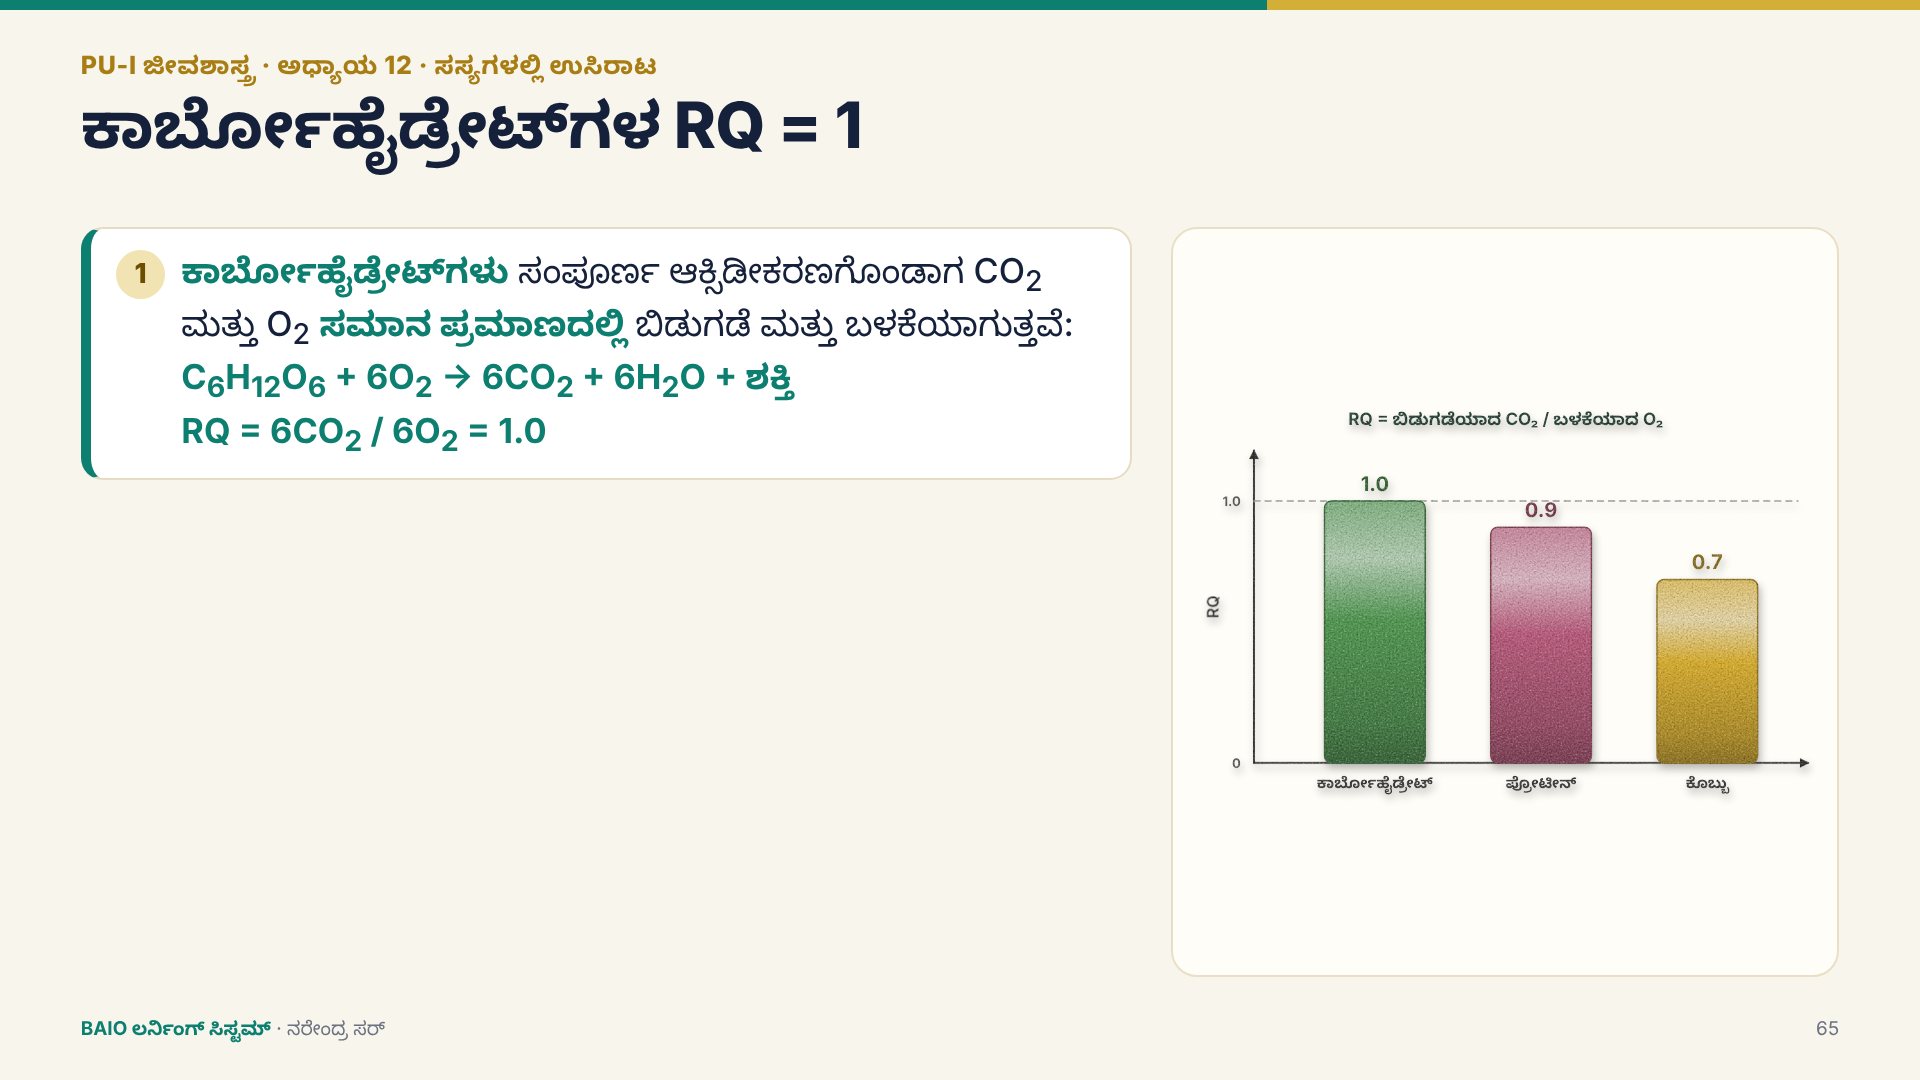 PU-I ಜೀವಶಾಸ್ತ್ರ · ಅಧ್ಯಾಯ 12 · ಸಸ್ಯಗಳಲ್ಲಿ ಉಸಿರಾಟ
ಕಾರ್ಬೋಹೈಡ್ರೇಟ್‌ಗಳ RQ = 1
1
ಕಾರ್ಬೋಹೈಡ್ರೇಟ್‌ಗಳು ಸಂಪೂರ್ಣ ಆಕ್ಸಿಡೀಕರಣಗೊಂಡಾಗ CO₂
ಮತ್ತು O₂ ಸಮಾನ ಪ್ರಮಾಣದಲ್ಲಿ ಬಿಡುಗಡೆ ಮತ್ತು ಬಳಕೆಯಾಗುತ್ತವೆ:
C₆H₁₂O₆ + 6O₂ → 6CO₂ + 6H₂O + ಶಕ್ತಿ
RQ = 6CO₂ / 6O₂ = 1.0
RQ = ಬಿಡುಗಡೆಯಾದ CO₂ / ಬಳಕೆಯಾದ O₂
1.0
1.0
0.9
0.7
RQ
0
ಕಾರ್ಬೋಹೈಡ್ರೇಟ್ ಪ್ರೋಟೀನ್ ಕೊಬ್ಬು
BAIO ಲರ್ನಿಂಗ್ ಸಿಸ್ಟಮ್ · ನರೇಂದ್ರ ಸರ್
65